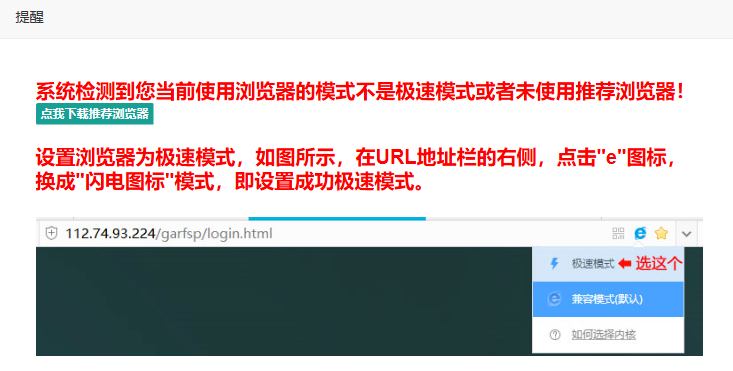 提醒
系统检测到您当前使用浏览器的模式不是极速模式或者未使用推荐浏览器！
点我下载推荐浏览器
设置浏览器为极速模式，如图所示，在URL地址栏的右侧，点击"e"图标，
换成"闪电图标"模式，即设置成功极速模式。
112.74.93.224/garfsp/login.html
极速模式 选这个
兼容模式(默认)
如何选择内核